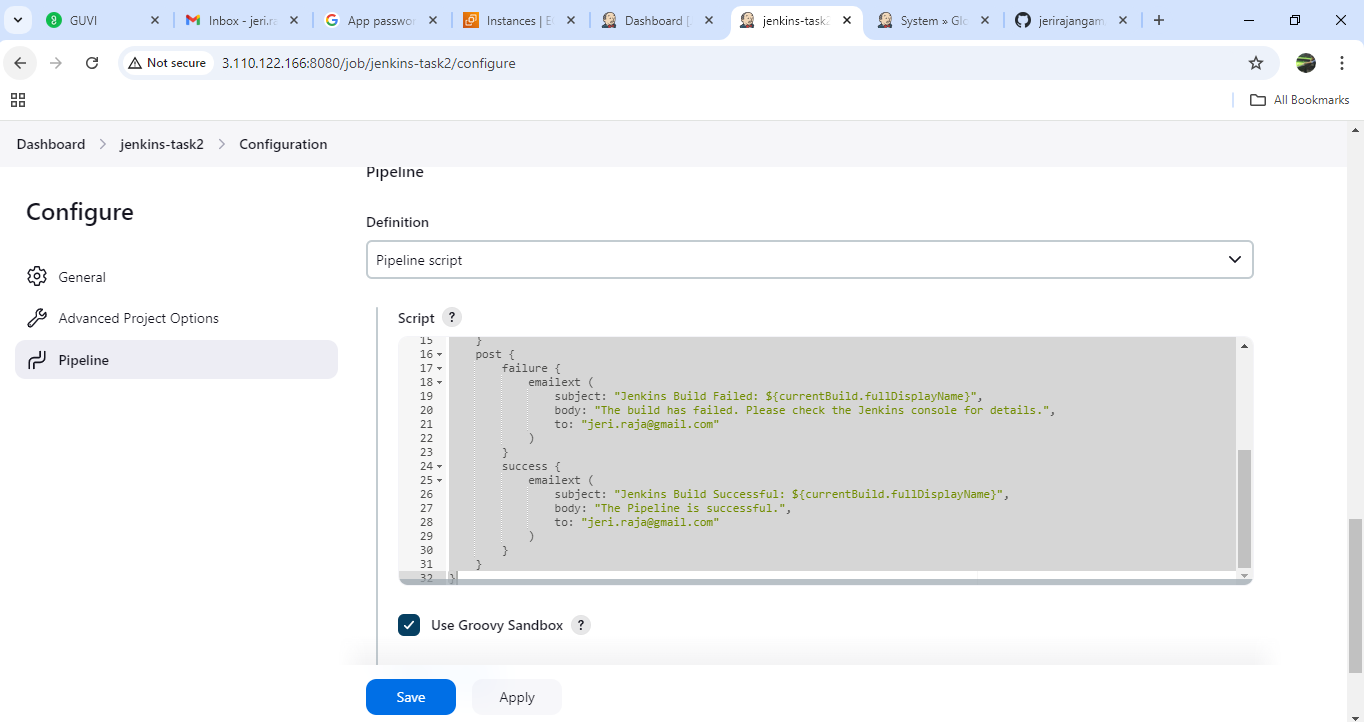 GUVI
Inbox - jeri.ra
App passwor
Instances | E
Dashboard [
jenkins-task2
System » Glo
jerirajangam
Not secure
3.110.122.166:8080/job/jenkins-task2/configure
All Bookmarks
Dashboard > jenkins-task2 > Configuration
Configure
General
Advanced Project Options
Pipeline
Pipeline
Definition
Pipeline script
Script ?
15 }
16 post {
17 failure {
18 emailext (
19 subject: "Jenkins Build Failed: ${currentBuild.fullDisplayName}",
20 body: "The build has failed. Please check the Jenkins console for details.",
21 to: "jeri.raja@gmail.com"
22 )
23 }
24 success {
25 emailext (
26 subject: "Jenkins Build Successful: ${currentBuild.fullDisplayName}",
27 body: "The Pipeline is successful.",
28 to: "jeri.raja@gmail.com"
29 )
30 }
31 }
32 }
Use Groovy Sandbox ?
Save
Apply